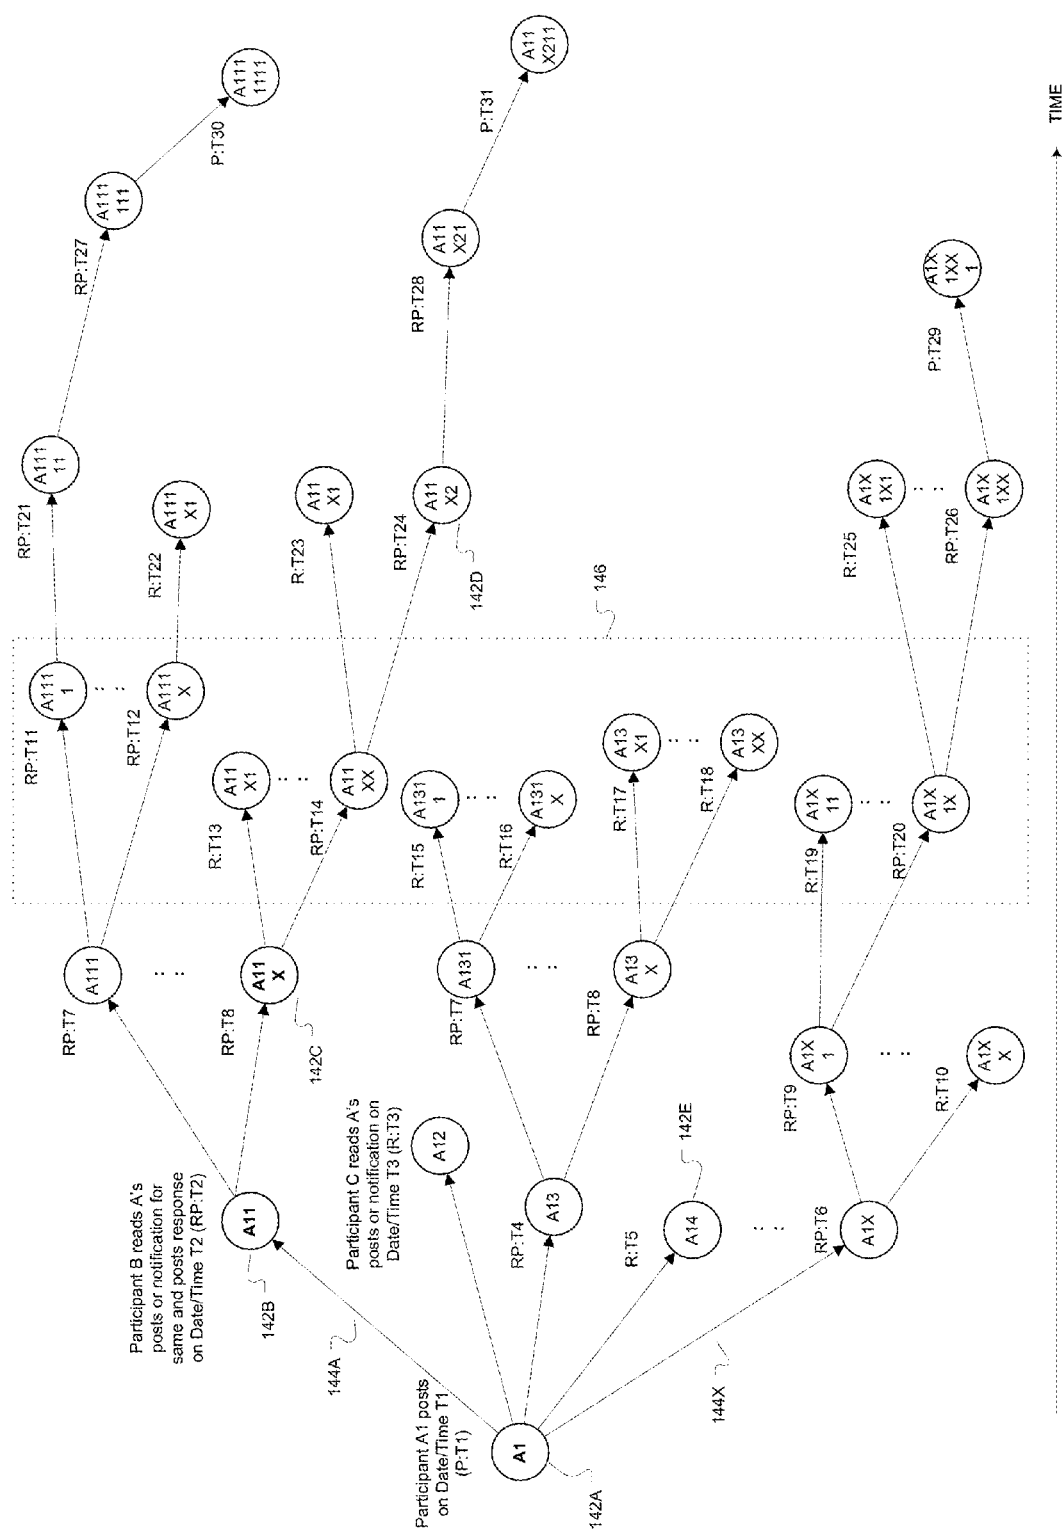 Participant A1 posts
on Date/Time T1
(P:T1)
A1
142A
144A
144X
Participant B reads A's
posts or notification for
same and posts response
on Date/Time T2 (RP:T2)
142B
A11
Participant C reads A's
posts or notification on
Date/Time T3 (R:T3)
A12
RP:T4
A13
R:T5
A14
142E
: :
RP:T6
A1X
RP:T7
A111
: :
RP:T8
A11
X
142C
RP:T7
A131
: :
RP:T8
A13
X
RP:T9
A1X
1
: :
R:T10
A1X
X
RP:T11
A111
1
: :
RP:T12
A111
X
R:T13
A11
X1
: :
RP:T14
A11
XX
R:T15
A131
1
: :
R:T16
A131
X
R:T17
A13
X1
: :
R:T18
A13
XX
R:T19
A1X
11
: :
RP:T20
A1X
1X
146
RP:T21
A111
11
R:T22
A111
X1
R:T23
A11
X1
RP:T24
A11
X2
142D
R:T25
A1X
1X1
: :
RP:T26
A1X
1XX
RP:T27
A111
111
RP:T28
A11
X21
P:T29
A1X
1XX
1
P:T30
A111
1111
P:T31
A11
X211
TIME